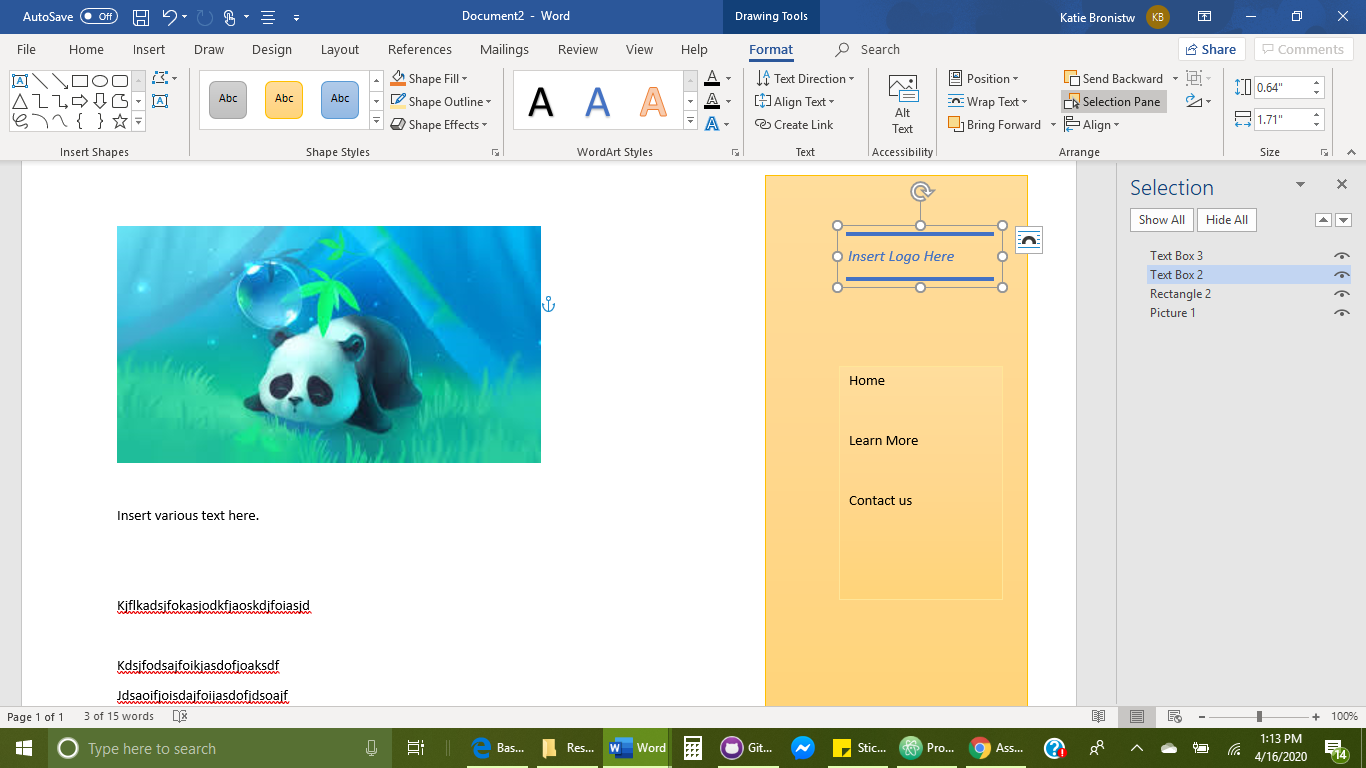 AutoSave Off Document2 - Word Drawing Tools Katie Bronistw KB
File Home Insert Draw Design Layout References Mailings Review View Help Format Search Share Comments
Abc Abc Abc
Shape Fill
Shape Outline
Shape Effects
A A A
A
A
A
Text Direction
Align Text
Create Link
Alt
Text
Position
Wrap Text
Bring Forward
Send Backward
Selection Pane
Align
0.64"
1.71"
Insert Shapes Shape Styles WordArt Styles Text Accessibility Arrange Size
Insert Logo Here
Home
Learn More
Contact us
Insert various text here.
Kjflkadsjfokasjodkfjaoskdjfoiasjd
Kdsjfodsajfoikjasdofjoaksdf
Jdsaoifjoisdajfoijasdofjdsoajf
Selection
Show All Hide All
Text Box 3
Text Box 2
Rectangle 2
Picture 1
Page 1 of 1 3 of 15 words 100%
Type here to search Bas... Res... Word Git... Stic... Pro... Ass... 1:13 PM
4/16/2020 14